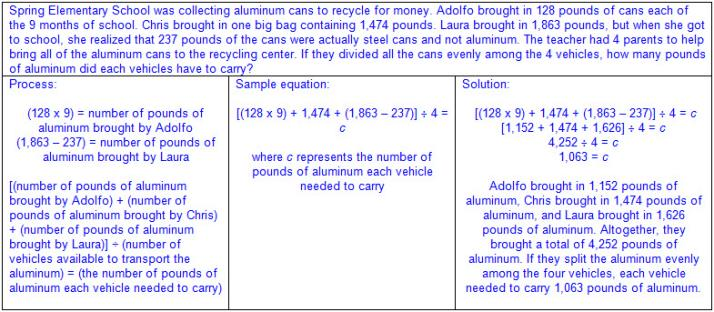 Spring Elementary School was collecting aluminum cans to recycle for money. Adolfo brought in 128 pounds of cans each of
the 9 months of school. Chris brought in one big bag containing 1,474 pounds. Laura brought in 1,863 pounds, but when she got
to school, she realized that 237 pounds of the cans were actually steel cans and not aluminum. The teacher had 4 parents to help
bring all of the aluminum cans to the recycling center. If they divided all the cans evenly among the 4 vehicles, how many pounds
of aluminum did each vehicles have to carry?
Process:
(128 x 9) = number of pounds of
aluminum brought by Adolfo
(1,863 – 237) = number of pounds of
aluminum brought by Laura
[(number of pounds of aluminum
brought by Adolfo) + (number of
pounds of aluminum brought by Chris)
+ (number of pounds of aluminum
brought by Laura)] ÷ (number of
vehicles available to transport the
aluminum) = (the number of pounds of
aluminum each vehicle needed to carry)
Sample equation:
[(128 x 9) + 1,474 + (1,863 – 237)] ÷ 4 =
c
where c represents the number of
pounds of aluminum each vehicle
needed to carry
Solution:
[(128 x 9) + 1,474 + (1,863 – 237)] ÷ 4 = c
[1,152 + 1,474 + 1,626] ÷ 4 = c
4,252 ÷ 4 = c
1,063 = c
Adolfo brought in 1,152 pounds of
aluminum, Chris brought in 1,474 pounds of
aluminum, and Laura brought in 1,626
pounds of aluminum. Altogether, they
brought a total of 4,252 pounds of
aluminum. If they split the aluminum evenly
among the four vehicles, each vehicle
needed to carry 1,063 pounds of aluminum.